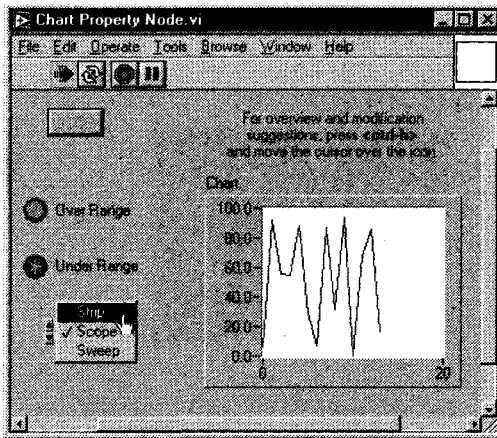 Chart Property Node.vi
File Edit Operate Tools Browse Window Help
For overview and modification
suggestions, press <ctrl-h>
and move the cursor over the icon
Chart
Over Range
Under Range
Strip
✓ Scope
Sweep
100.0
80.0
60.0
40.0
20.0
0.0
0
20